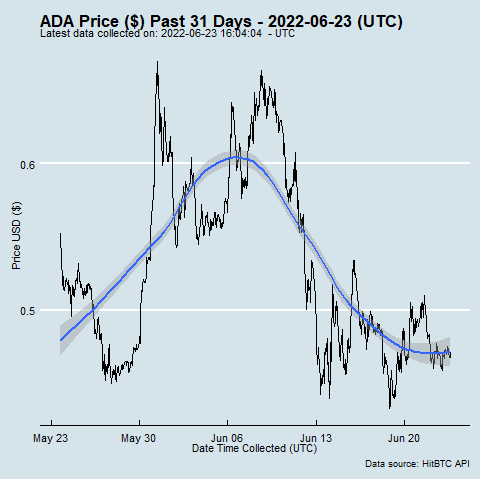 ADA Price ($) Past 31 Days - 2022-06-23 (UTC)
Latest data collected on: 2022-06-23 16:04:04 - UTC
Price USD ($)
0.6
0.5
May 23 May 30 Jun 06 Jun 13 Jun 20
Date Time Collected (UTC)
Data source: HitBTC API